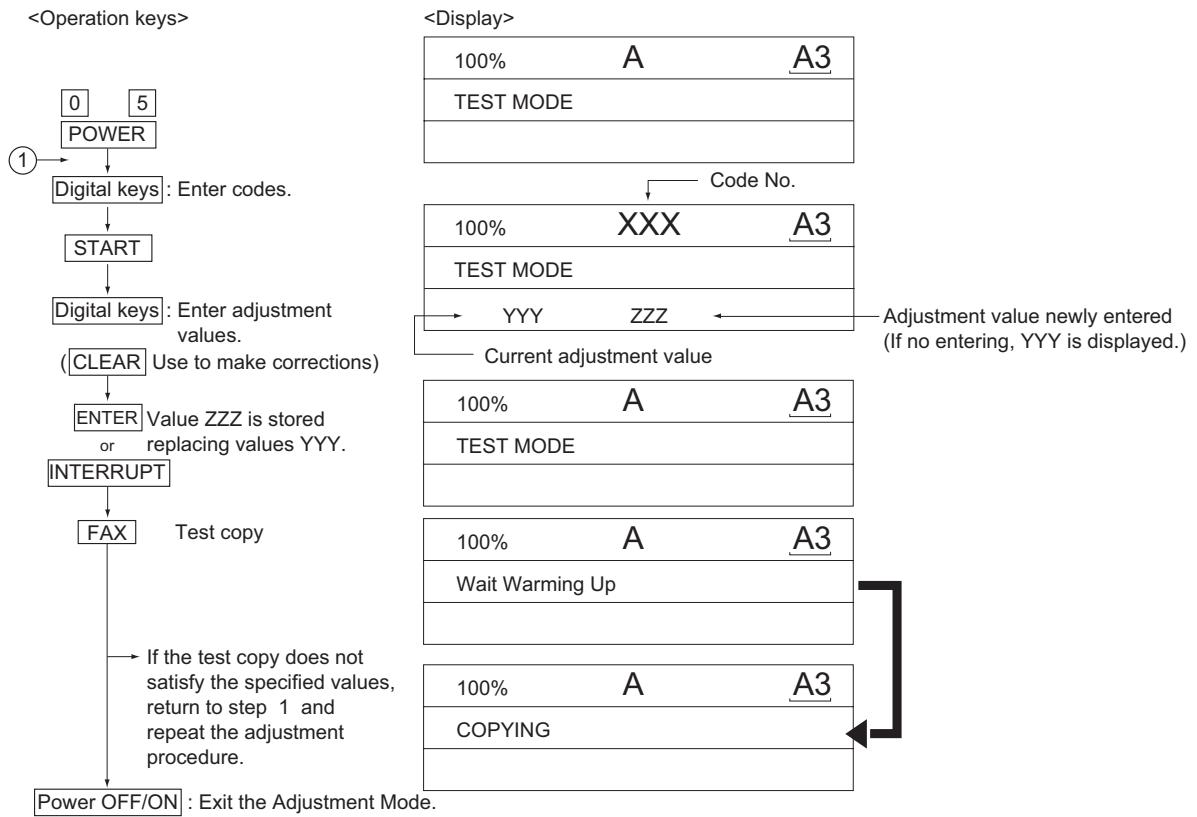 <Operation keys>
<Display>
100% A A3
TEST MODE
0 5
POWER
1
Digital keys : Enter codes.
Code No.
100% XXX A3
TEST MODE
YYY ZZZ
START
Digital keys : Enter adjustment
values.
(CLEAR Use to make corrections)
Current adjustment value
Adjustment value newly entered
(If no entering, YYY is displayed.)
ENTER Value ZZZ is stored
or replacing values YYY.
INTERRUPT
100% A A3
TEST MODE
FAX Test copy
100% A A3
Wait Warming Up
If the test copy does not
satisfy the specified values,
return to step 1 and
repeat the adjustment
procedure.
100% A A3
COPYING
Power OFF/ON : Exit the Adjustment Mode.